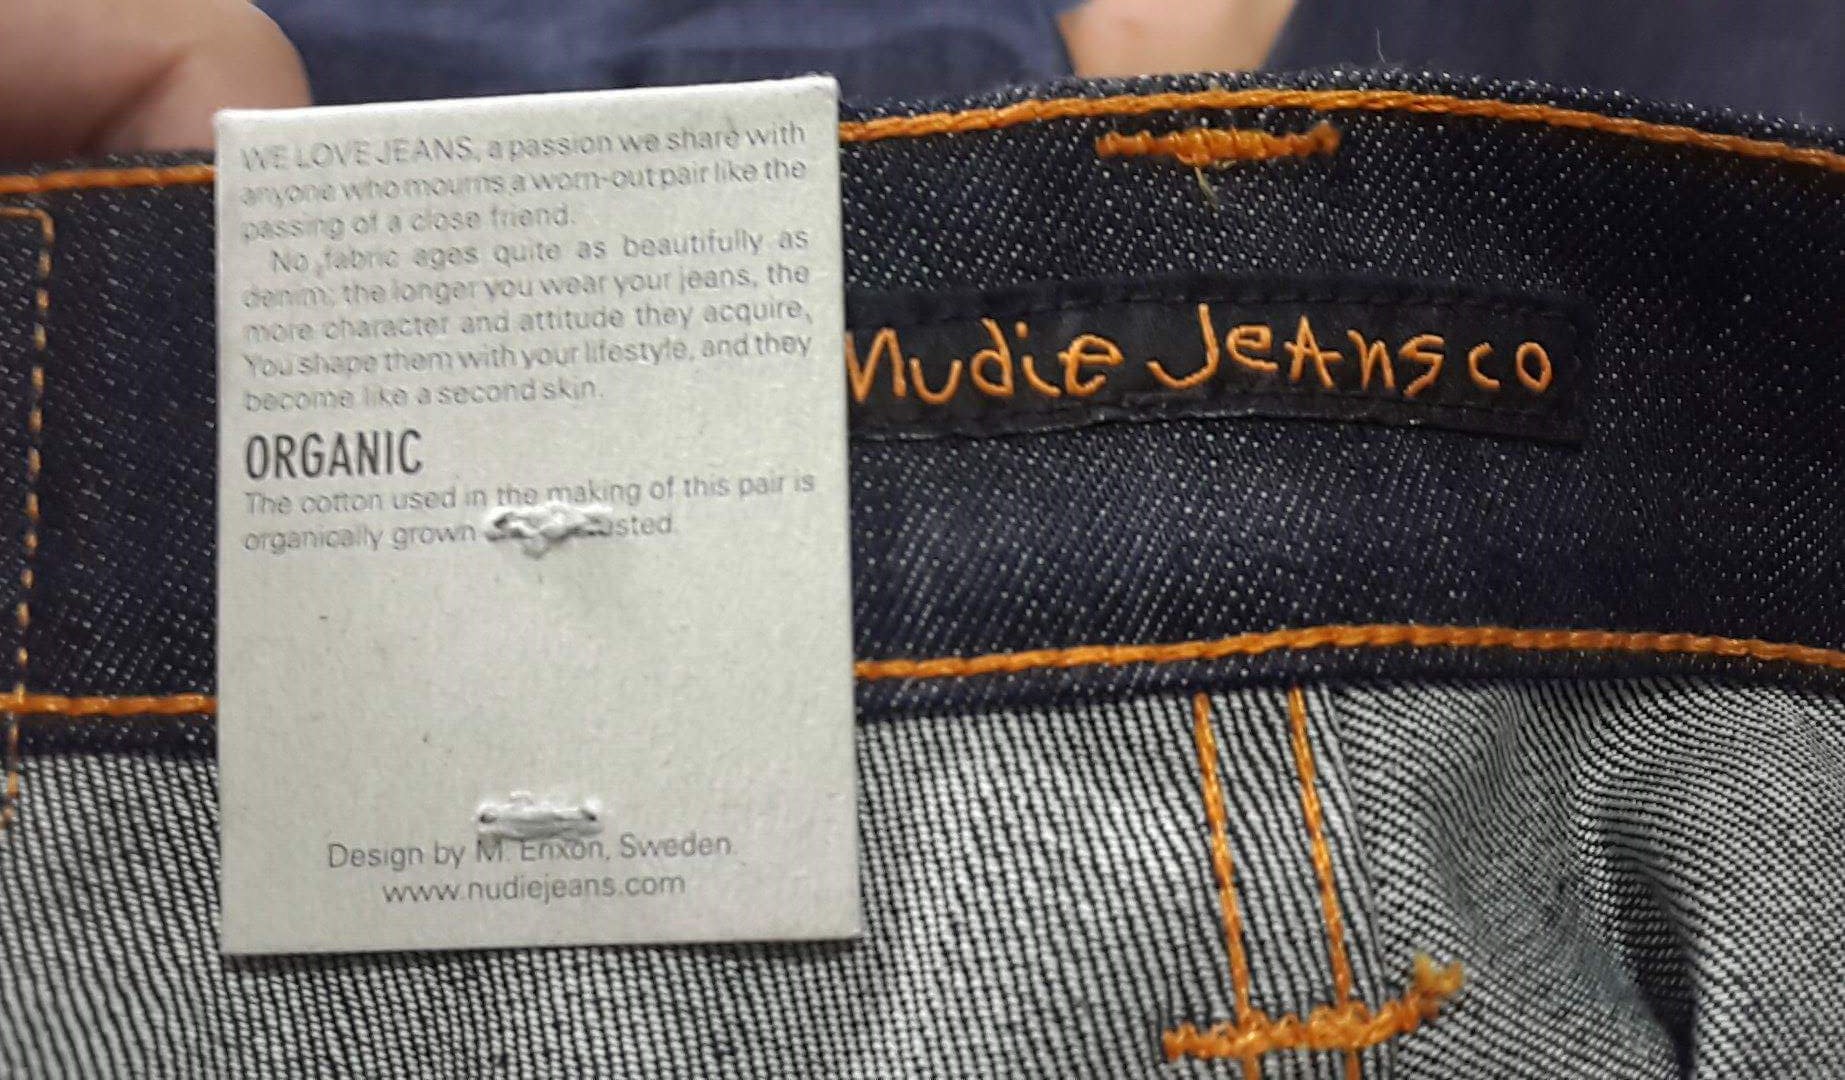 WE LOVE JEANS, a passion we share with
anyone who mourns a worn-out pair like the
passing of a close friend.
No fabric ages quite as beautifully as
denim; the longer you wear your jeans, the
more character and attitude they acquire,
You shape them with your lifestyle, and they
become like a second skin.
ORGANIC
The cotton used in the making of this pair is
organically grown
Design by M. Erixon, Sweden.
www.nudiejeans.com
Nudie Jeans co